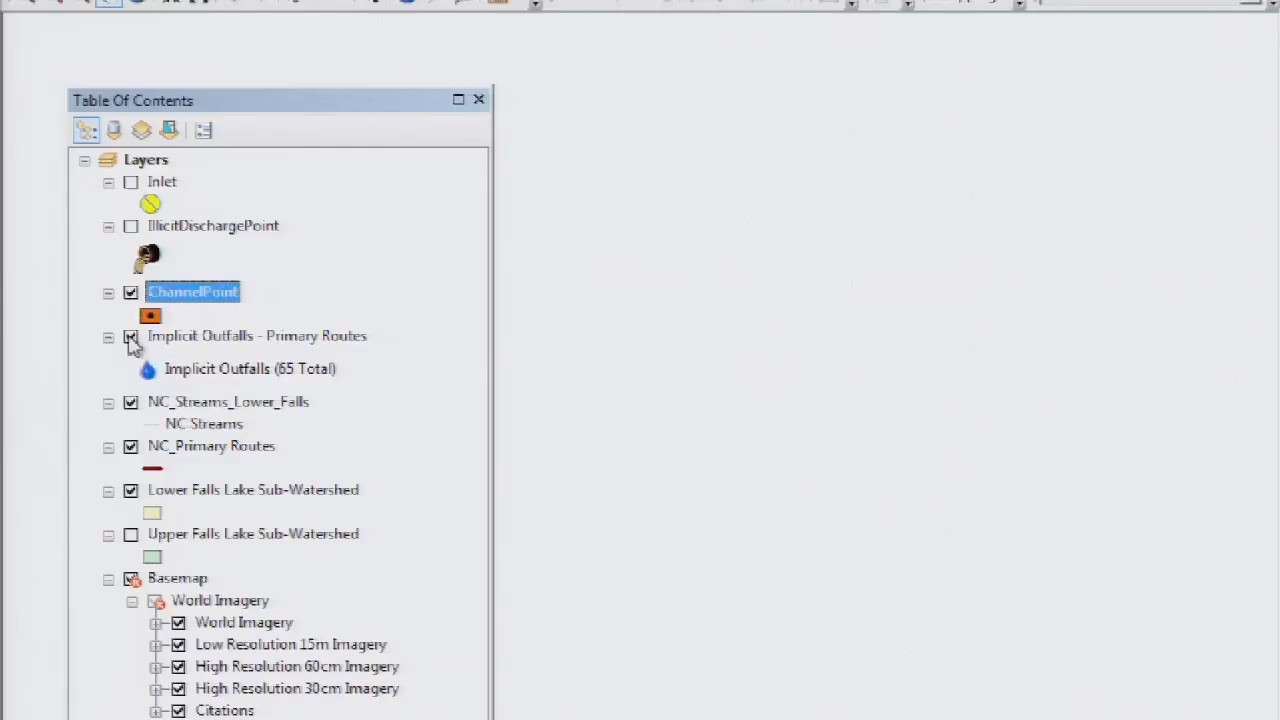 Table Of Contents
Layers
Inlet
IllicitDischargePoint
ChannelPoint
Implicit Outfalls - Primary Routes
Implicit Outfalls (65 Total)
NC_Streams_Lower_Falls
NC Streams
NC_Primary Routes
Lower Falls Lake Sub-Watershed
Upper Falls Lake Sub-Watershed
Basemap
World Imagery
World Imagery
Low Resolution 15m Imagery
High Resolution 60cm Imagery
High Resolution 30cm Imagery
Citations